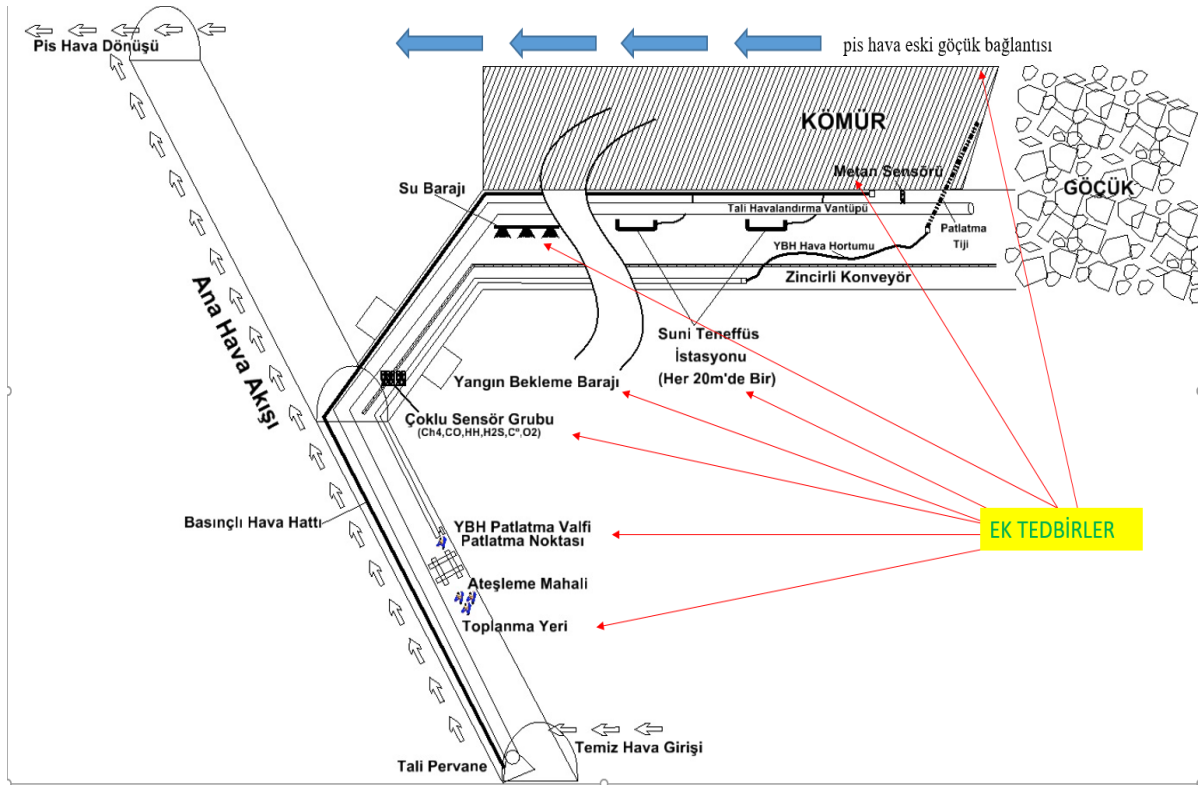 Pis Hava Dönüşü
pis hava eski göçük bağlantısı
KÖMÜR
Metan Sensörü
GÖÇÜK
Su Barajı
Tali Havalandırma Vantüpü
Patlatma
Tiji
YBH Hava Hortumu
Zincirli Konveyör
Ana Hava Akışı
Suni Teneffüs
İstasyonu
(Her 20m'de Bir)
Yangın Bekleme Barajı
Çoklu Sensör Grubu
(Ch4,CO,HH,H2S,Cº,O2)
Basınçlı Hava Hattı
YBH Patlatma Valfi
Patlatma Noktası
EK TEDBİRLER
Ateşleme Mahali
Toplanma Yeri
Temiz Hava Girişi
Tali Pervane